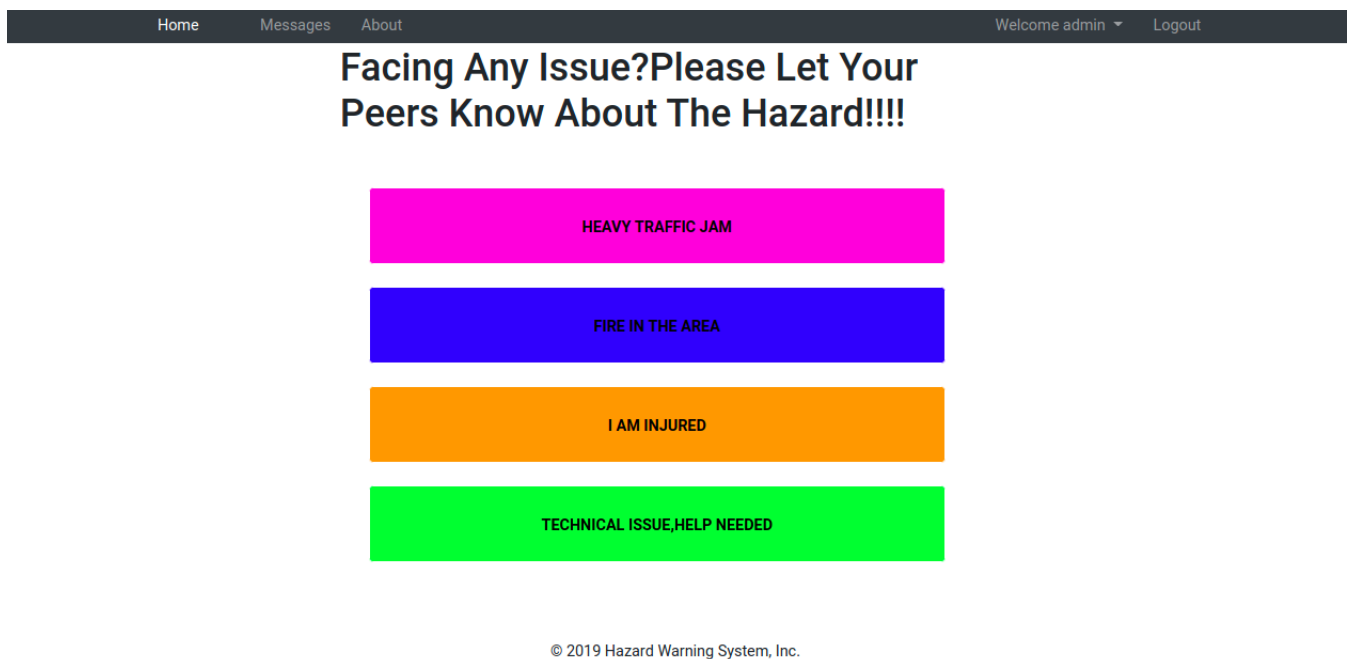 Home Messages About Welcome admin Logout
Facing Any Issue?Please Let Your
Peers Know About The Hazard!!!!
HEAVY TRAFFIC JAM
FIRE IN THE AREA
I AM INJURED
TECHNICAL ISSUE,HELP NEEDED
© 2019 Hazard Warning System, Inc.